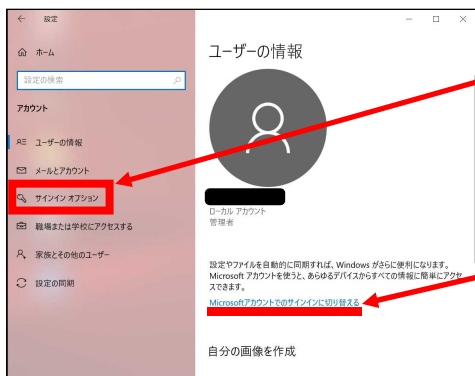 設定
ホーム
設定の検索
アカウント
ユーザーの情報
メールとアカウント
サインイン オプション
職場または学校にアクセスする
家族とその他のユーザー
設定の同期
ユーザーの情報
ローカル アカウント
管理者
設定やファイルを自動的に同期すれば、Windows がさらに便利になります。
Microsoft アカウントを使うと、あらゆるデバイスからすべての情報に簡単にアクセ
スできます。
Microsoftアカウントでのサインインに切り替える
自分の画像を作成